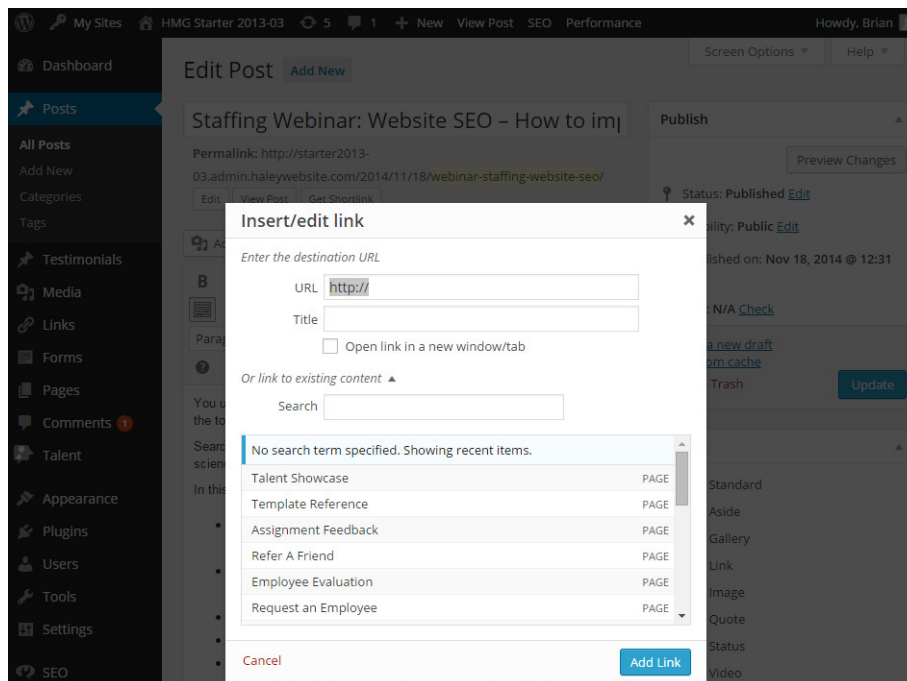 My Sites HMG Starter 2013-03 5 1 + New View Post SEO Performance Howdy, Brian
Dashboard
Posts
All Posts
Add New
Categories
Tags
Testimonials
Media
Links
Forms
Pages
Comments 1
Talent
Appearance
Plugins
Users
Tools
Settings
SEO
Screen Options Help
Edit Post Add New
Staffing Webinar: Website SEO – How to
Permalink: http://starter2013-
03.admin.haleywebsite.com/2014/11/18/webinar-staffing-website-seo/
Edit View Post Get Shortlink
B
You
the
In this
Insert/edit link
Enter the destination URL
URL http://
Title
Open link in a new window/tab
Or link to existing content
Search
No search term specified. Showing recent items.
Talent Showcase PAGE
Template Reference PAGE
Assignment Feedback PAGE
Refer A Friend PAGE
Employee Evaluation PAGE
Request an Employee PAGE
Cancel Add Link
Publish
Preview Changes
Status: Published Edit
Public Edit
on: Nov 18, 2014 @ 12:31
: N/A Check
a new draft
cache
Trash Update
Standard
Aside
Gallery
Link
Image
Quote
Status
Video